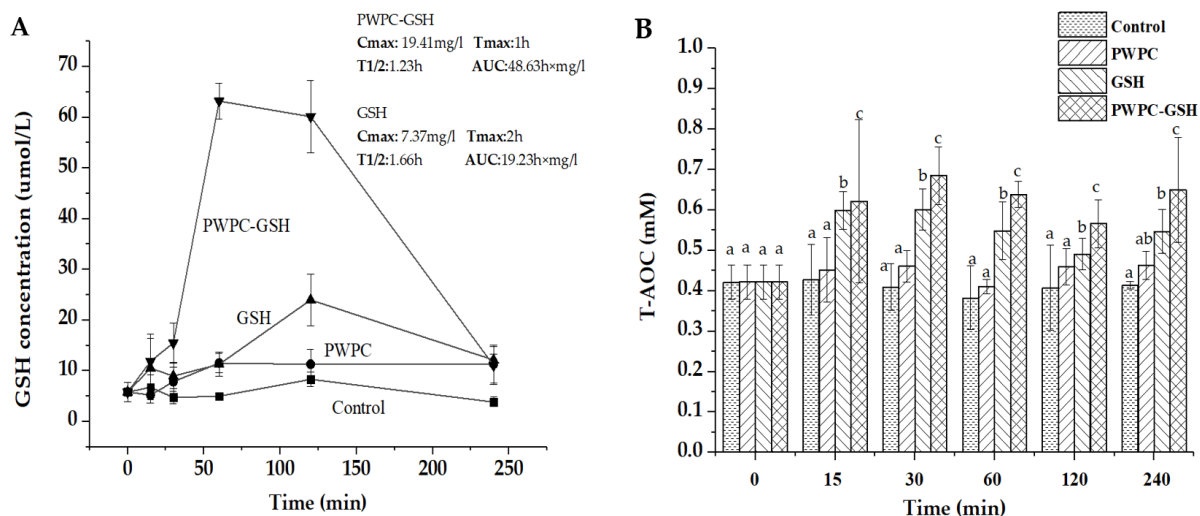 A
PWPC-GSH
Cmax: 19.41mg/l Tmax:1h
T1/2:1.23h AUC:48.63h×mg/l
GSH
Cmax: 7.37mg/l Tmax:2h
T1/2:1.66h AUC:19.23h×mg/l
GSH concentration (umol/L)
70
60
50
40
30
20
10
0
PWPC-GSH
GSH
PWPC
Control
0 50 100 150 200 250
Time (min)
B
Control
PWPC
GSH
PWPC-GSH
T-AOC (mM)
1.0
0.9
0.8
0.7
0.6
0.5
0.4
0.3
0.2
0.1
0.0
a a a a
a a b c
a a b c
a a b c
a a b c
a ab b c
0 15 30 60 120 240
Time (min)